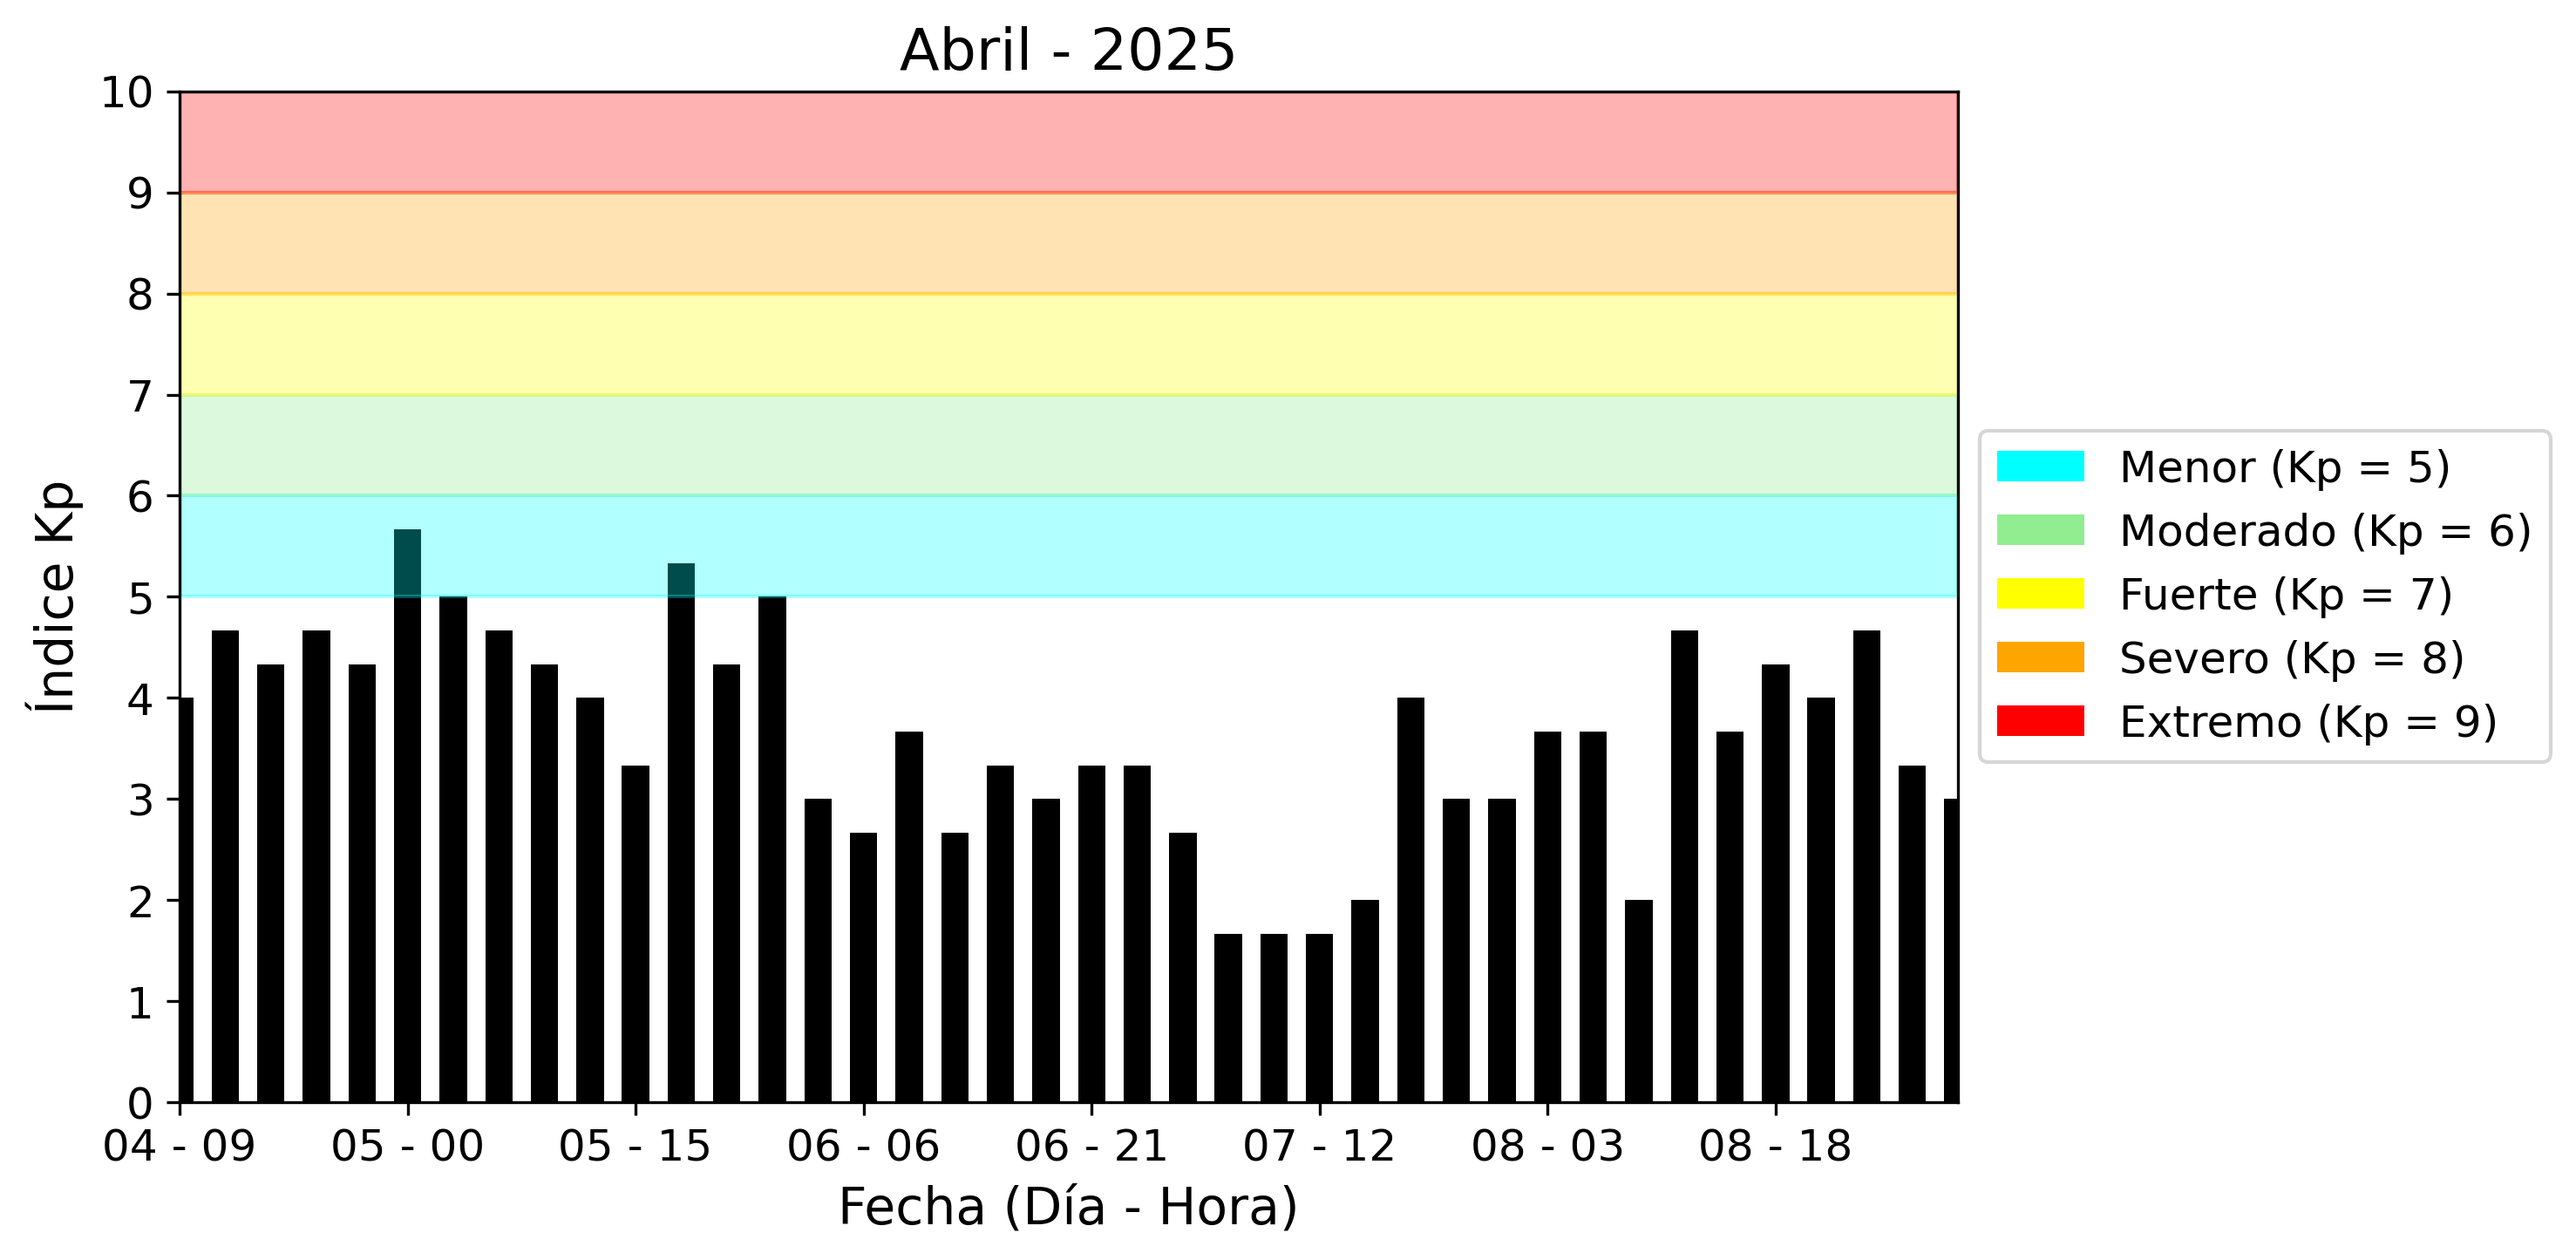 Abril - 2025
10
9
8
7
6
5
4
3
2
1
0
Índice Kp
04 - 09
05 - 00
05 - 15
06 - 06
06 - 21
07 - 12
08 - 03
08 - 18
Fecha (Día - Hora)
Menor (Kp = 5)
Moderado (Kp = 6)
Fuerte (Kp = 7)
Severo (Kp = 8)
Extremo (Kp = 9)